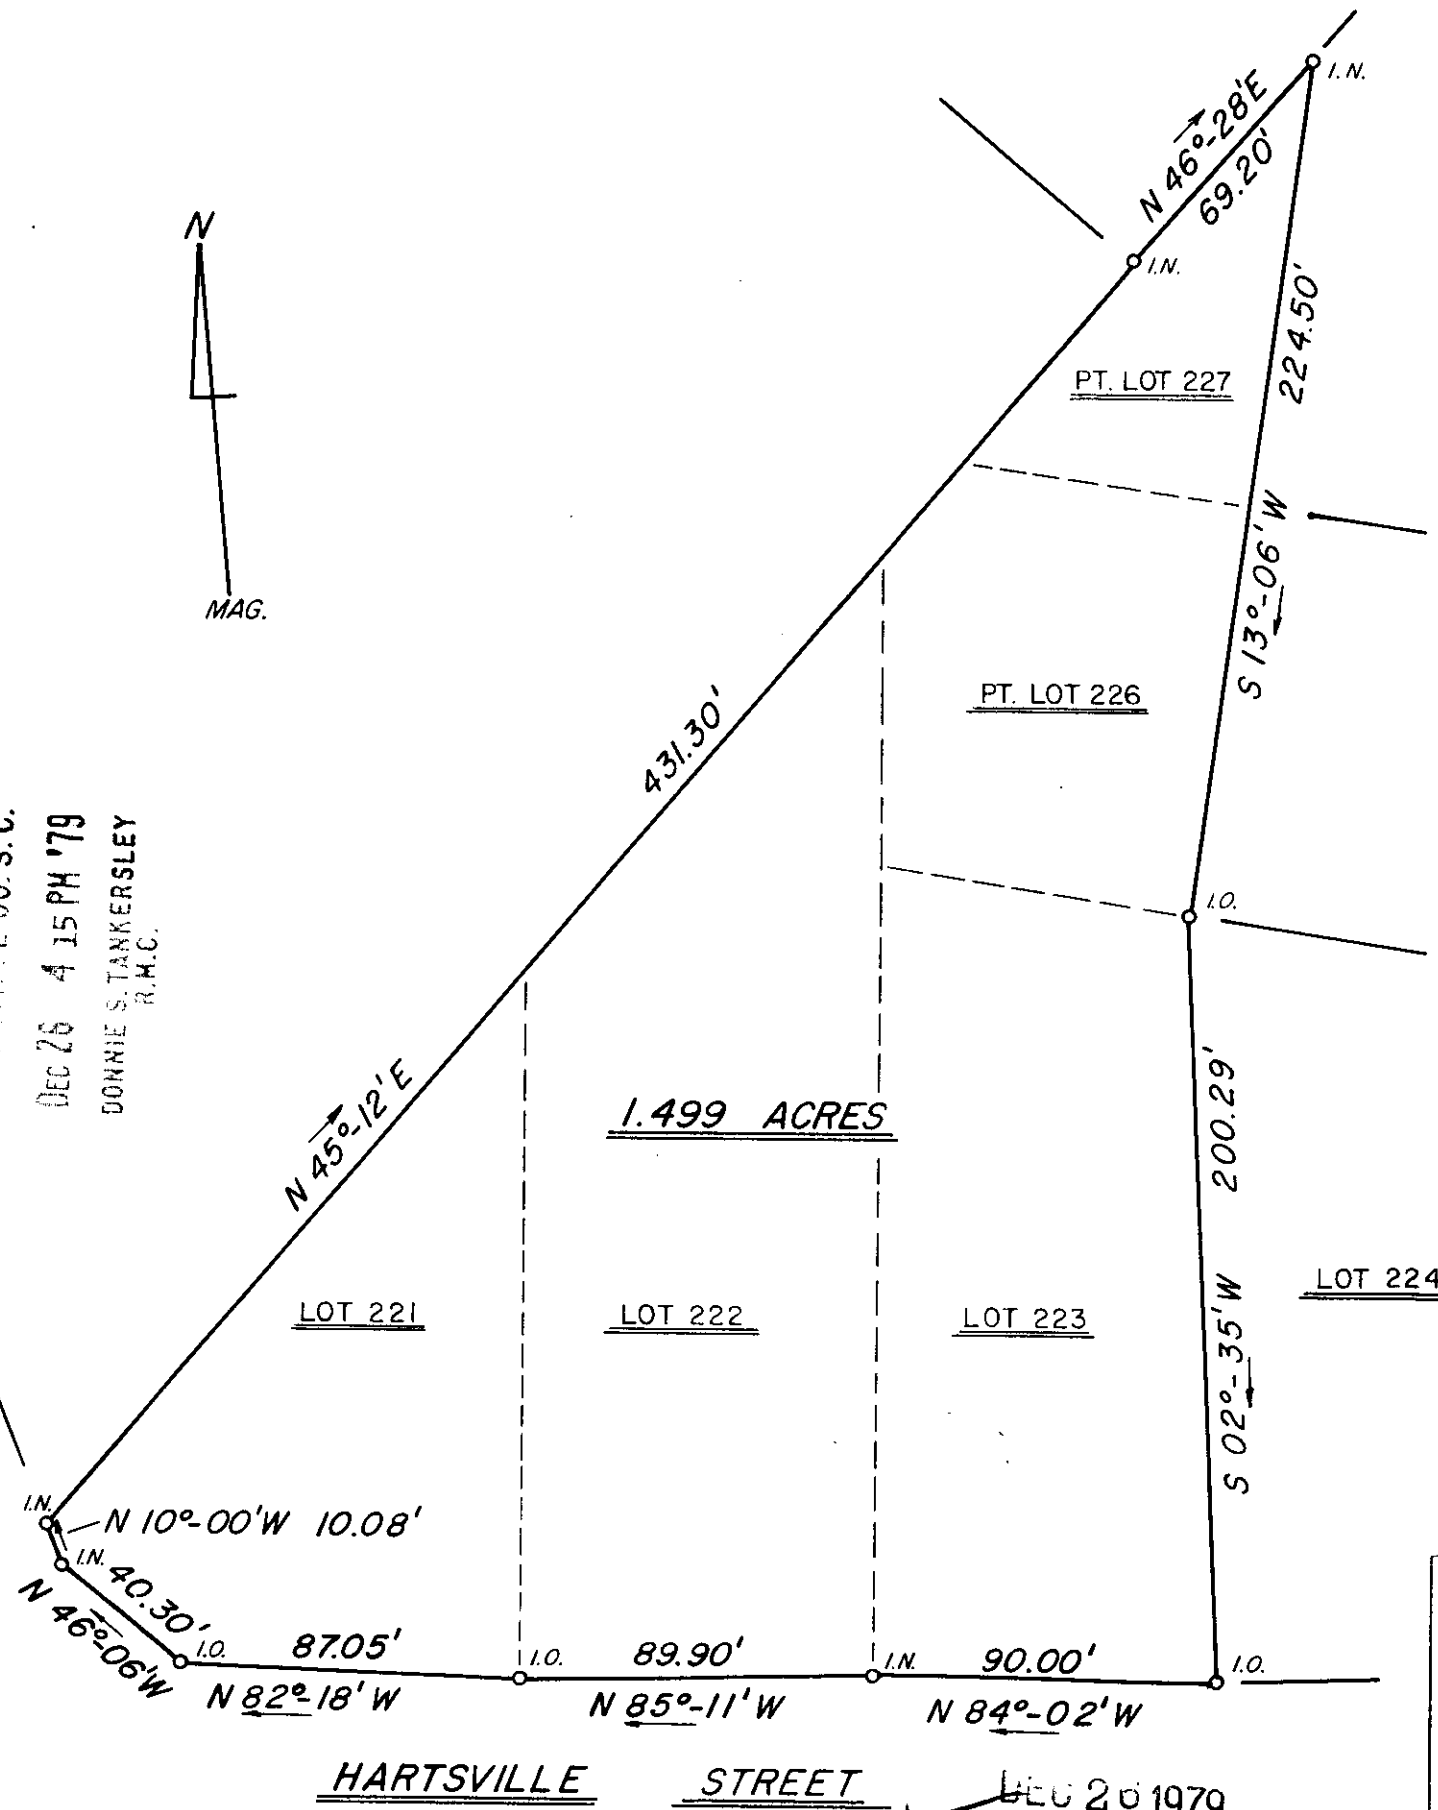 I.N.
N 46°-28'E
69.20'
N
I.N.
224.50'
PT. LOT 227
S 13°-06'W
MAG.
PT. LOT 226
431.30'
DEC 26 4 15 PM '79
DONNIE S. TANKERSLEY
R.M.C.
I.O.
200.29'
N 45°-12'E
1.499 ACRES
LOT 224
LOT 221
LOT 222
LOT 223
S 02°-35'W
I.N.
N 10°-00'W 10.08'
I.N.
40.30'
N 46°-06'W
I.O.
87.05'
I.O.
89.90'
I.N.
90.00'
I.O.
N 82°-18'W
N 85°-11'W
N 84°-02'W
HARTSVILLE STREET
DEC 26 1979